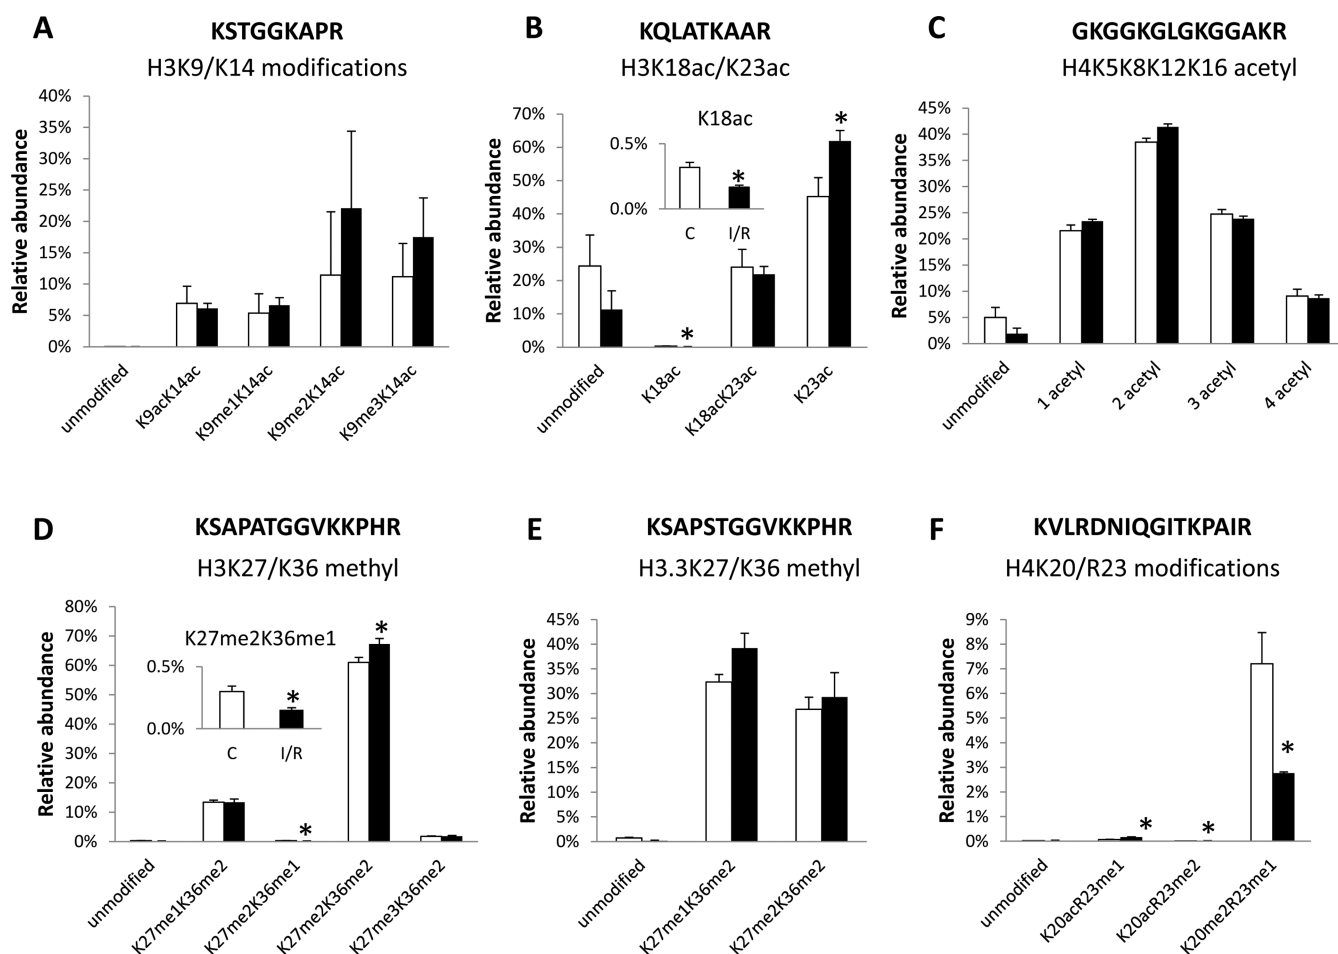 A
KSTGGKAPR
H3K9/K14 modifications
Relative abundance
40%
35%
30%
25%
20%
15%
10%
5%
0%
unmodified
K9acK14ac
K9me1K14ac
K9me2K14ac
K9me3K14ac
B
KQLATKAAR
H3K18ac/K23ac
Relative abundance
70%
60%
50%
40%
30%
20%
10%
0%
K18ac
0.5%
0.0%
*
C
I/R
*
*
unmodified
K18ac
K18acK23ac
K23ac
C
GKGGKGLGKGGAKR
H4K5K8K12K16 acetyl
Relative abundance
45%
40%
35%
30%
25%
20%
15%
10%
5%
0%
unmodified
1 acetyl
2 acetyl
3 acetyl
4 acetyl
D
KSAPATGGVKKPHR
H3K27/K36 methyl
Relative abundance
80%
70%
60%
50%
40%
30%
20%
10%
0%
K27me2K36me1
0.5%
0.0%
*
C
I/R
*
*
unmodified
K27me1K36me2
K27me2K36me1
K27me2K36me2
K27me3K36me2
E
KSAPSTGGVKKPHR
H3.3K27/K36 methyl
Relative abundance
45%
40%
35%
30%
25%
20%
15%
10%
5%
0%
unmodified
K27me1K36me2
K27me2K36me2
F
KVLRDNIQGITKPAIR
H4K20/R23 modifications
Relative abundance
9%
8%
7%
6%
5%
4%
3%
2%
1%
0%
*
*
*
unmodified
K20acR23me1
K20acR23me2
K20me2R23me1